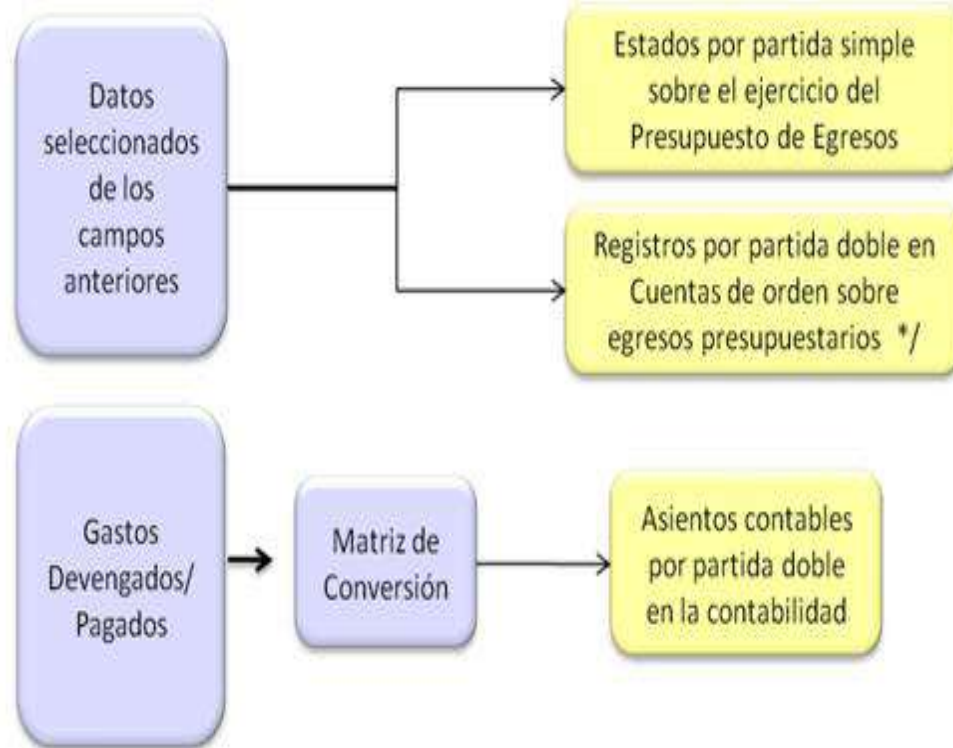 Datos
seleccionados
de los
campos
anteriores
Estados por partida simple
sobre el ejercicio del
Presupuesto de Egresos
Registros por partida doble en
Cuentas de orden sobre
egresos presupuestarios */
Gastos
Devengados/
Pagados
Matriz de
Conversión
Asientos contables
por partida doble
en la contabilidad